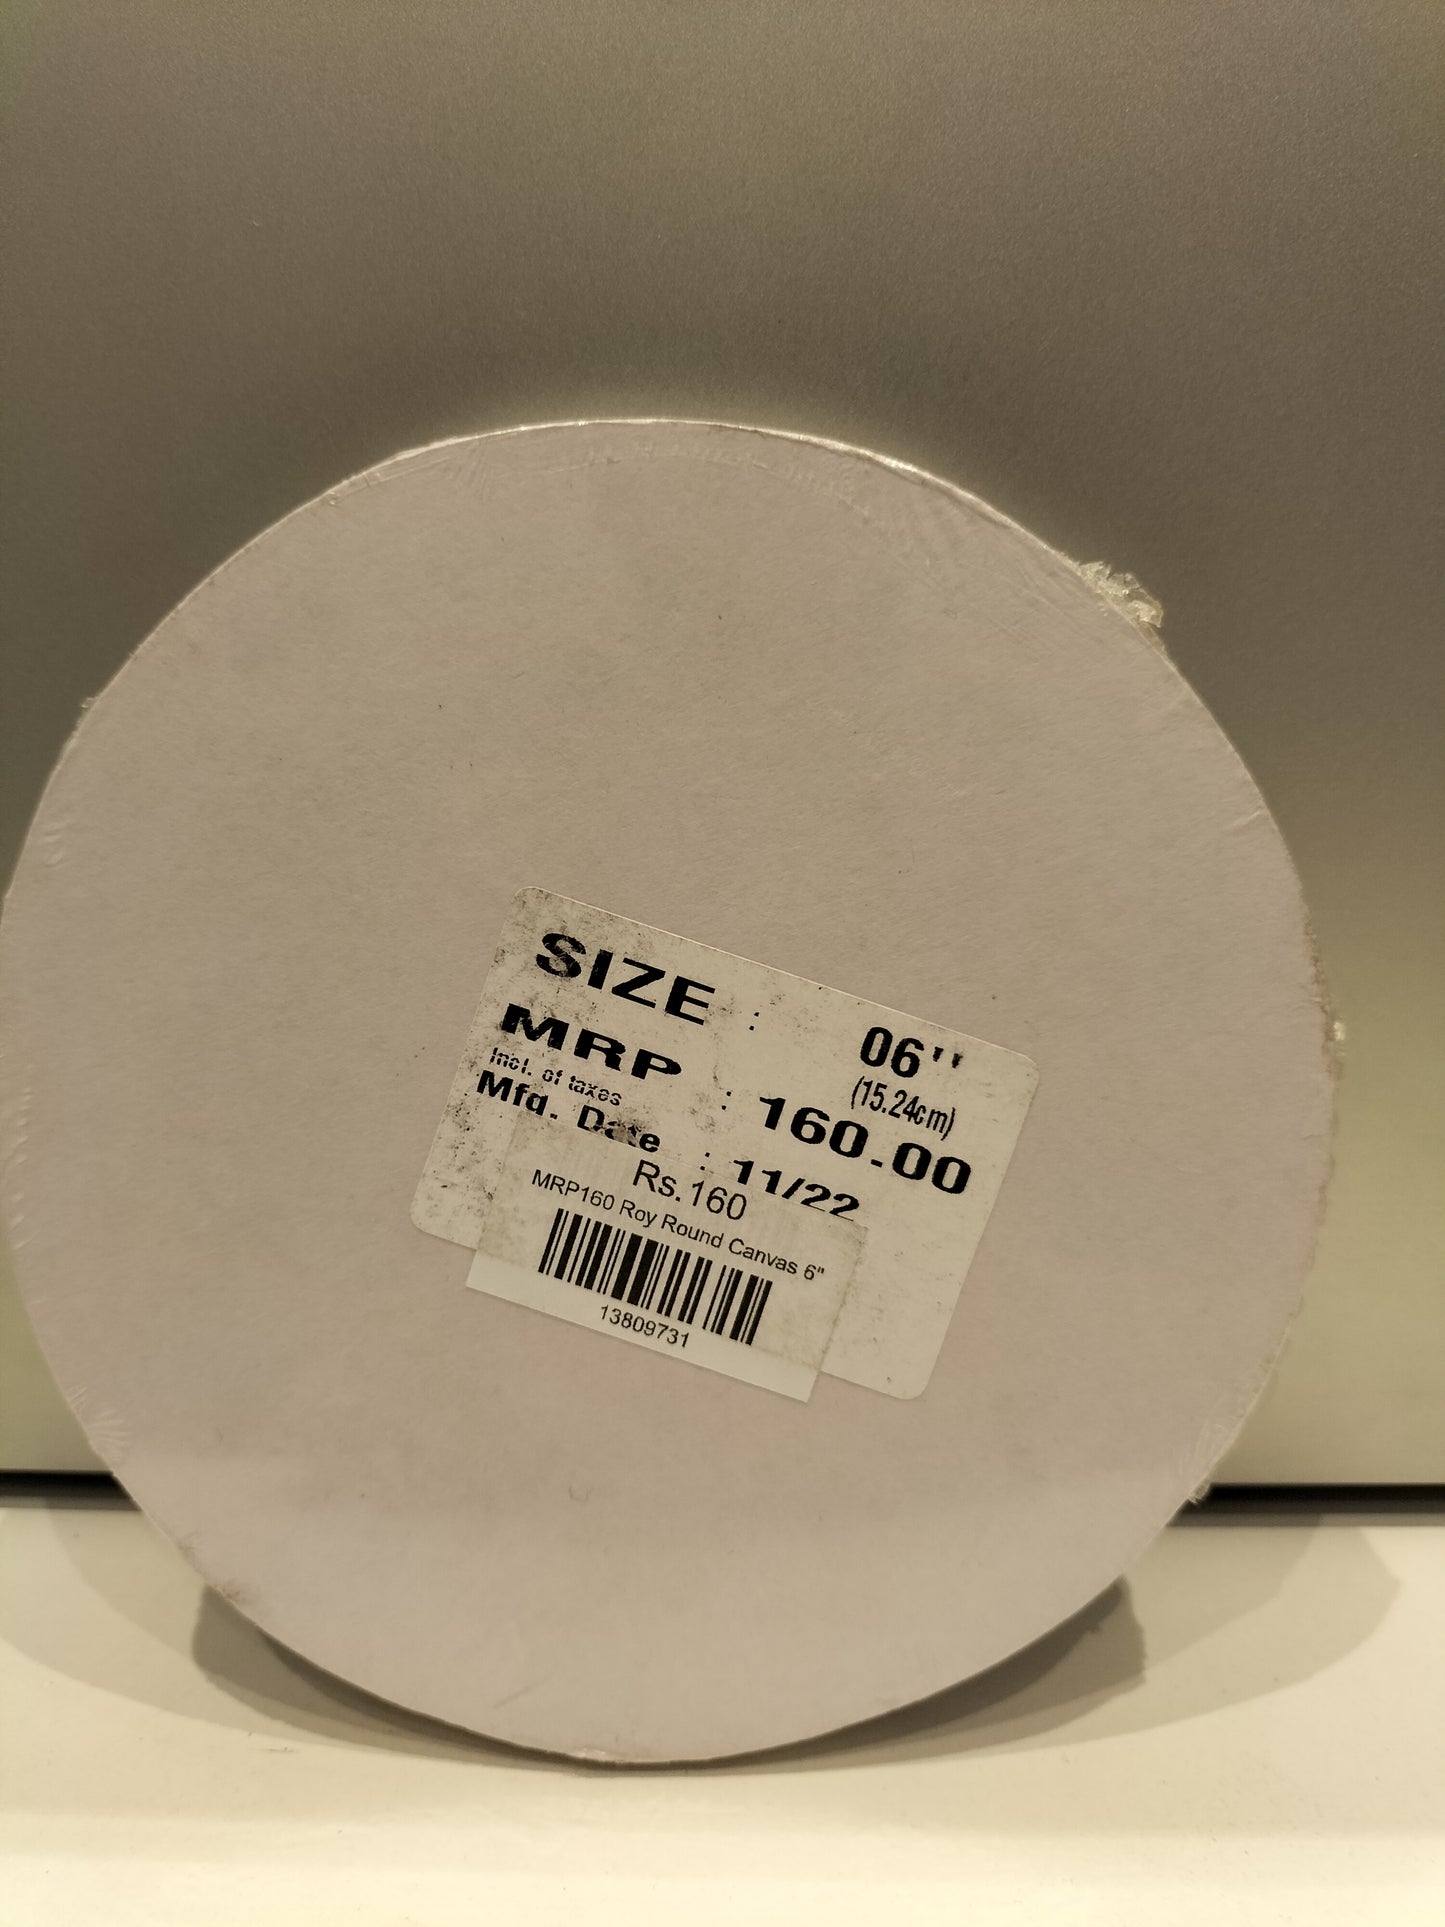 SIZE : 06''
(15.24cm)
MRP : 160.00
Incl. of taxes
Mfd. Date : 11/22
Rs.160
MRP160 Roy Round Canvas 6"
13809731